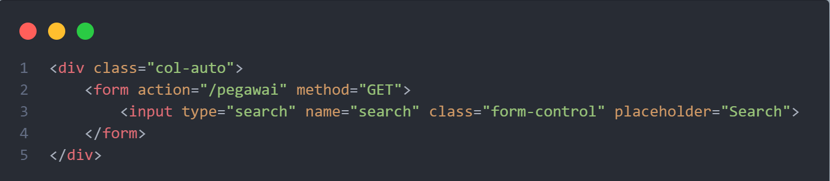 1 <div class="col-auto">
2     <form action="/pegawai" method="GET">
3         <input type="search" name="search" class="form-control" placeholder="Search">
4     </form>
5 </div>